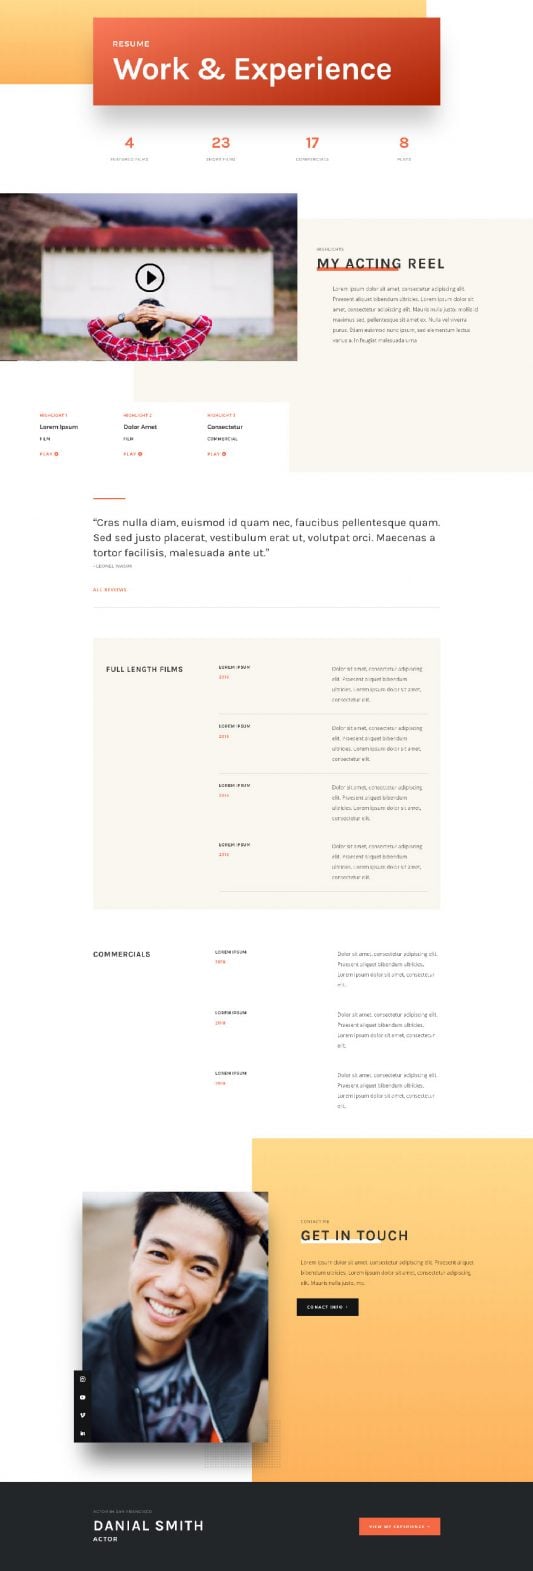 RESUME
Work & Experience
4
23
17
8
FEATURED FILMS
SHORT FILMS
COMMERCIALS
PLAYS
HIGHLIGHTS
MY ACTING REEL
Lorem ipsum dolor sit amet, consectetur adipiscing elit.
Praesent aliquet bibendum ultricies. Lorem ipsum dolor sit
amet, consectetur adipiscing elit. Mauris nulla justo, mollis id
maximus sed, pellentesque sit amet ex. Nulla vel viverra
purus. Etiam euismod nunc ipsum, sed elementum lectus
varius a. In feugiat malesuada urna
HIGHLIGHT 1
Lorem Ipsum
FILM
PLAY
HIGHLIGHT 2
Dolor Amet
FILM
PLAY
HIGHLIGHT 3
Consectetur
COMMERCIAL
PLAY
“Cras nulla diam, euismod id quam nec, faucibus pellentesque quam.
Sed sed justo placerat, vestibulum erat ut, volutpat orci. Maecenas a
tortor facilisis, malesuada ante ut.”
- LEONEL
ALL REVIEWS
FULL LENGTH FILMS
LOREM IPSUM
Dolor sit amet, consectetur adipiscing
elit. Praesent aliquet bibendum
ultricies. Lorem ipsum dolor sit amet,
consectetur elit.
LOREM IPSUM
Dolor sit amet, consectetur adipiscing
elit. Praesent aliquet bibendum
ultricies. Lorem ipsum dolor sit amet,
consectetur elit.
LOREM IPSUM
Dolor sit amet, consectetur adipiscing
elit. Praesent aliquet bibendum
ultricies. Lorem ipsum dolor sit amet,
consectetur elit.
LOREM IPSUM
Dolor sit amet, consectetur adipiscing
elit. Praesent aliquet bibendum
ultricies. Lorem ipsum dolor sit amet,
consectetur elit.
COMMERCIALS
LOREM IPSUM
Dolor sit amet, consectetur adipiscing elit.
Praesent aliquet bibendum ultricies.
Lorem ipsum dolor sit amet, consectetur
elit.
LOREM IPSUM
Dolor sit amet, consectetur adipiscing elit.
Praesent aliquet bibendum ultricies.
Lorem ipsum dolor sit amet, consectetur
elit.
LOREM IPSUM
Dolor sit amet, consectetur adipiscing elit.
Praesent aliquet bibendum ultricies.
Lorem ipsum dolor sit amet, consectetur
elit.
CONTACT ME
GET IN TOUCH
Lorem ipsum dolor sit amet, consectetur adipiscing elit. Praesent aliquet
bibendum ultricies. Lorem ipsum dolor sit amet, consectetur adipiscing
elit. Mauris nulla justo, mo.
CONACT INFO
ACTOR IN SAN FRANCISCO
DANIAL SMITH
ACTOR
VIEW MY EXPERIENCE